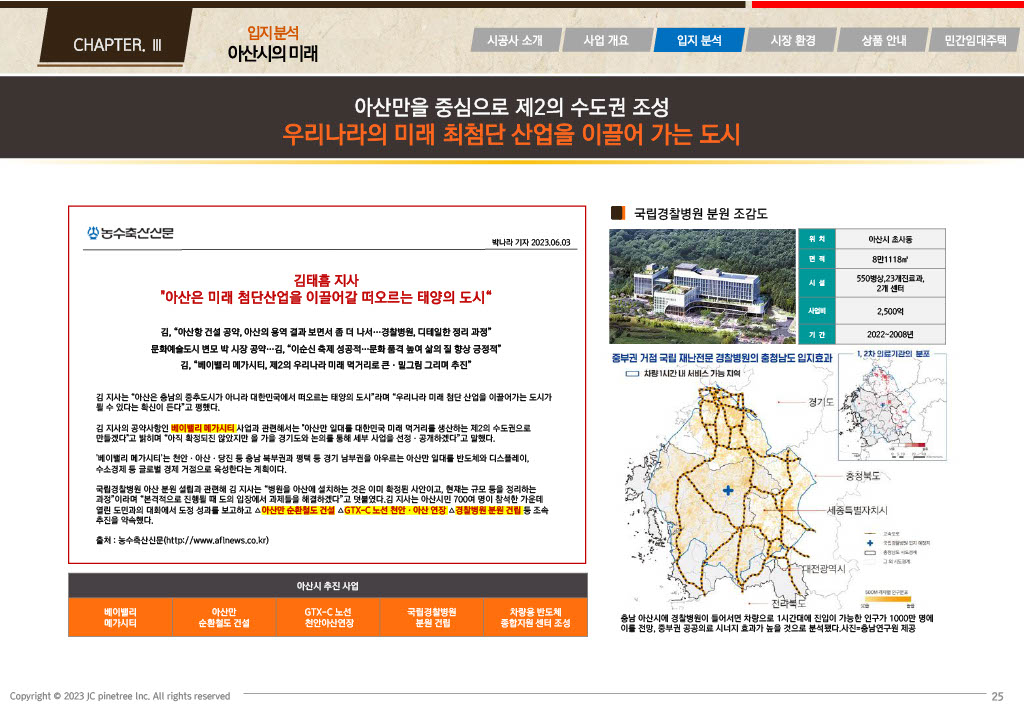 CHAPTER. Ⅲ
입지 분석
아산시의 미래
시공사 소개
사업 개요
입지 분석
시장 환경
상품 안내
민간임대주택
아산만을 중심으로 제2의 수도권 조성
우리나라의 미래 최첨단 산업을 이끌어 가는 도시
농수축산신문
박나라 기자 2023.06.03
김태흠 지사
"아산은 미래 첨단산업을 이끌어갈 떠오르는 태양의 도시“
김, “아산항 건설 공약, 아산의 용역 결과 보면서 좀 더 나서…경찰병원, 디테일한 정리 과정”
문화예술도시 변모 박 시장 공약…김, “이순신 축제 성공적…문화 품격 높여 삶의 질 향상 긍정적”
김, “베이밸리 메가시티, 제2의 우리나라 미래 먹거리로 큰 · 밑그림 그리며 추진”
김 지사는 “아산은 충남의 중추도시가 아니라 대한민국에서 떠오르는 태양의 도시”라며 “우리나라 미래 첨단 산업을 이끌어가는 도시가
될 수 있다는 확신이 든다”고 평했다.
김 지사의 공약사항인 베이밸리 메가시티 사업과 관련해서는 “아산만 일대를 대한민국 미래 먹거리를 생산하는 제2의 수도권으로
만들겠다”고 밝히며 “아직 확정되진 않았지만 올 가을 경기도와 논의를 통해 세부 사업을 선정 · 공개하겠다”고 말했다.
‘베이밸리 메가시티’는 천안 · 아산 · 당진 등 충남 북부권과 평택 등 경기 남부권을 아우르는 아산만 일대를 반도체와 디스플레이,
수소경제 등 글로벌 경제 거점으로 육성한다는 계획이다.
국립경찰병원 아산 분원 설립과 관련해 김 지사는 “병원을 아산에 설치하는 것은 이미 확정된 사안이고, 현재는 규모 등을 정리하는
과정”이라며 “본격적으로 진행될 때 도의 입장에서 과제들을 해결하겠다”고 덧붙였다.김 지사는 아산시민 700여 명이 참석한 가운데
열린 도민과의 대화에서 도정 성과를 보고하고 △아산만 순환철도 건설 △GTX-C 노선 천안 · 아산 연장 △경찰병원 분원 건립 등 조속
추진을 약속했다.
출처 : 농수축산신문(http://www.aflnews.co.kr)
아산시 추진 사업
베이밸리
메가시티
아산만
순환철도 건설
GTX-C 노선
천안아산연장
국립경찰병원
분원 건립
차량용 반도체
종합지원 센터 조성
국립경찰병원 분원 조감도
위 치
아산시 초사동
면 적
8만1118㎡
시 설
550병상,23개진료과,
2개 센터
사업비
2,500억
기 간
2022~2008년
중부권 거점 국립 재난전문 경찰병원의 충청남도 입지효과
차량 1시간 내 서비스 가능 지역
1, 2차 의료기관의 분포
경기도
충청북도
세종특별자치시
대전광역시
전라북도
고속도로
국립경찰병원 입지 예정지
충청남도 시도경계
그 외 시도경계
충남 아산시에 경찰병원이 들어서면 차량으로 1시간대에 진입이 가능한 인구가 1000만 명에
이를 전망, 중부권 공공의료 시너지 효과가 높을 것으로 분석됐다.사진=충남연구원 제공
Copyright © 2023 JC pinetree Inc. All rights reserved
25